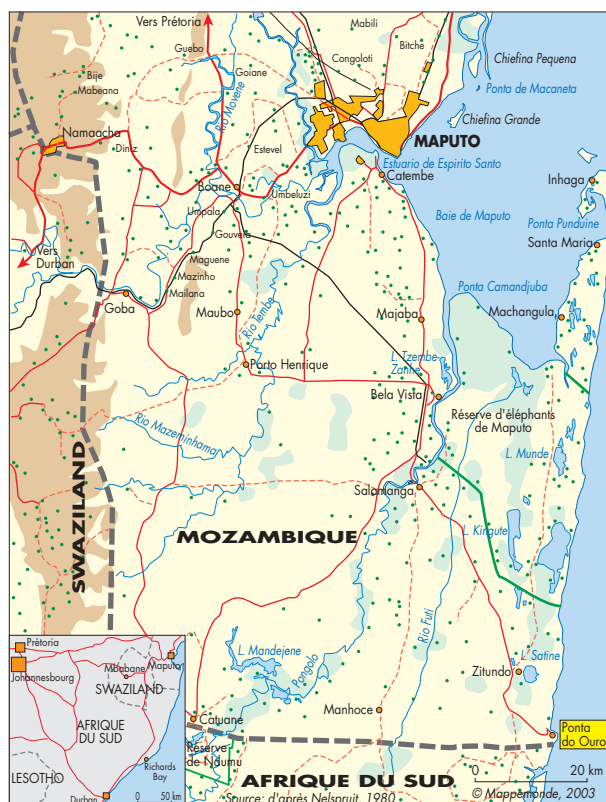 Vers Prétoria
Mabili
Guebo
Bitche
Chiefina Pequena
Goiane
Congoloti
Bije
Mabeana
Rio Movene
Ponta de Macaneta
Chiefina Grande
Namaacha
Diniz
Estevel
MAPUTO
Estuario de Espirito Santo
Catembe
Inhaga
Boane
Umbeluzi
Umpala
Baie de Maputo
Ponta Punduine
Gouveia
Santa Maria
Vers
Durban
Maguene
Mazinho
Mailana
Ponta Camandjuba
Goba
Maubo
Rio Tembe
Majaba
Machangula
Porto Henrique
L. Tzembe
Zanne
Bela Vista
Réserve d'éléphants
de Maputo
Rio Mazeminhama
L. Munde
Salamanga
SWAZILAND
MOZAMBIQUE
L. Kingute
Rio Futi
L. Mandejene
Pongolo
L. Satine
Zitundo
Catuane
Manhoce
Ponta
do Ouro
Réserve
de Ndumu
AFRIQUE DU SUD
0 20 km
Source: d'après Nelspruit, 1980
© Mappemonde, 2003
Prétoria
Johannesbourg
Mbabane
Maputo
SWAZILAND
AFRIQUE
DU SUD
Richards
Bay
LESOTHO
Durban
0 50 km